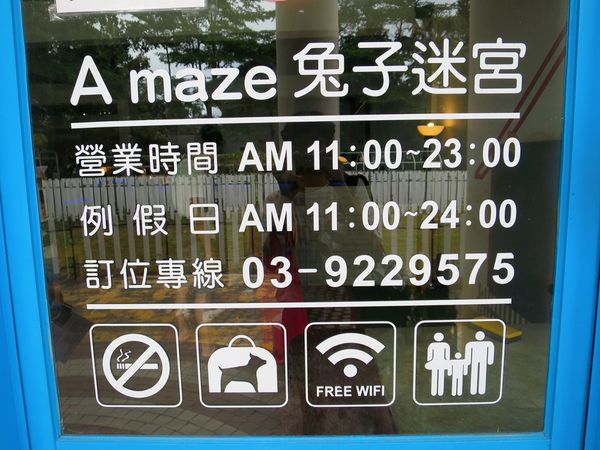 A maze 兔子迷宮
營業時間 AM 11:00~23:00
例假日 AM 11:00~24:00
訂位專線 03-9229575
FREE WIFI